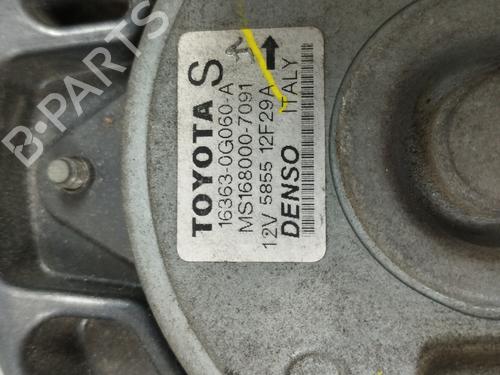 TOYOTA S
16363-0G060-A
MS168000-7091
12V 5855 12F29A
DENSO ITALY
B-PARTS